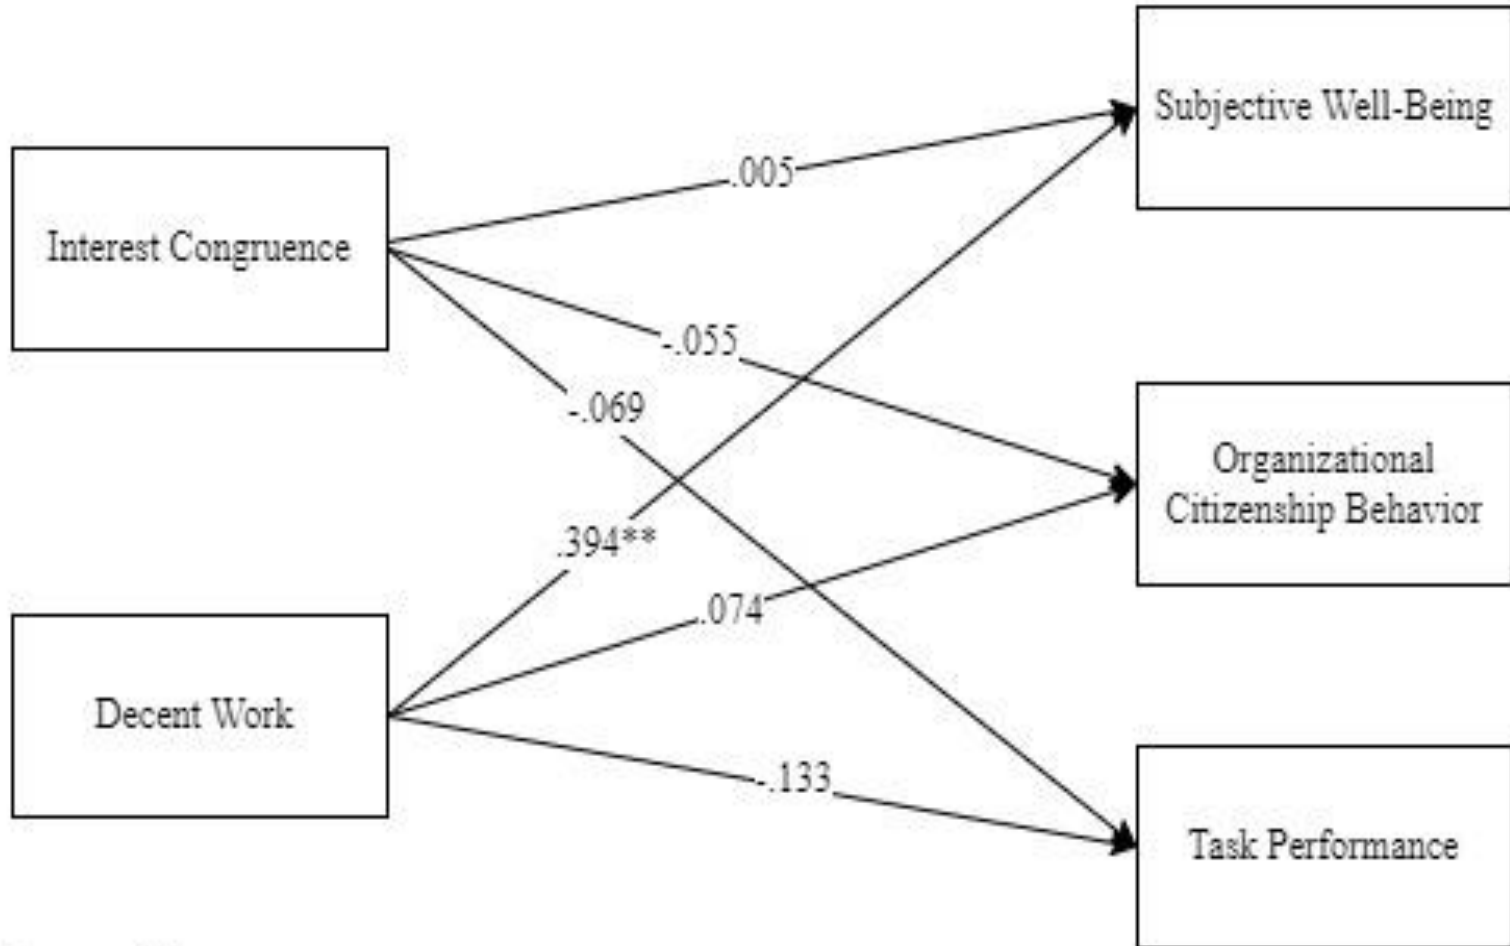 Subjective Well-Being
.005
Interest Congruence
-.055
-.069
Organizational
Citizenship Behavior
.394**
.074
Decent Work
-.133
Task Performance